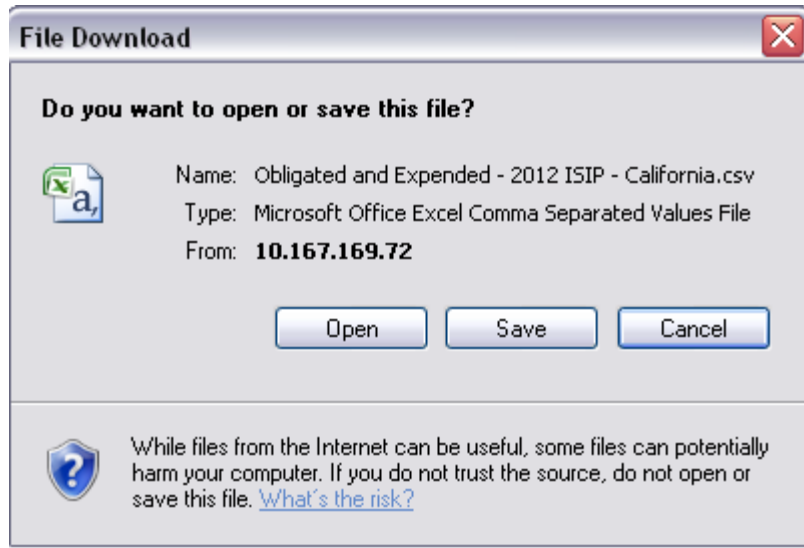 File Download
Do you want to open or save this file?
a,
Name: Obligated and Expended - 2012 ISIP - California.csv
Type: Microsoft Office Excel Comma Separated Values File
From: 10.167.169.72
Open Save Cancel
While files from the Internet can be useful, some files can potentially
harm your computer. If you do not trust the source, do not open or
save this file. What's the risk?